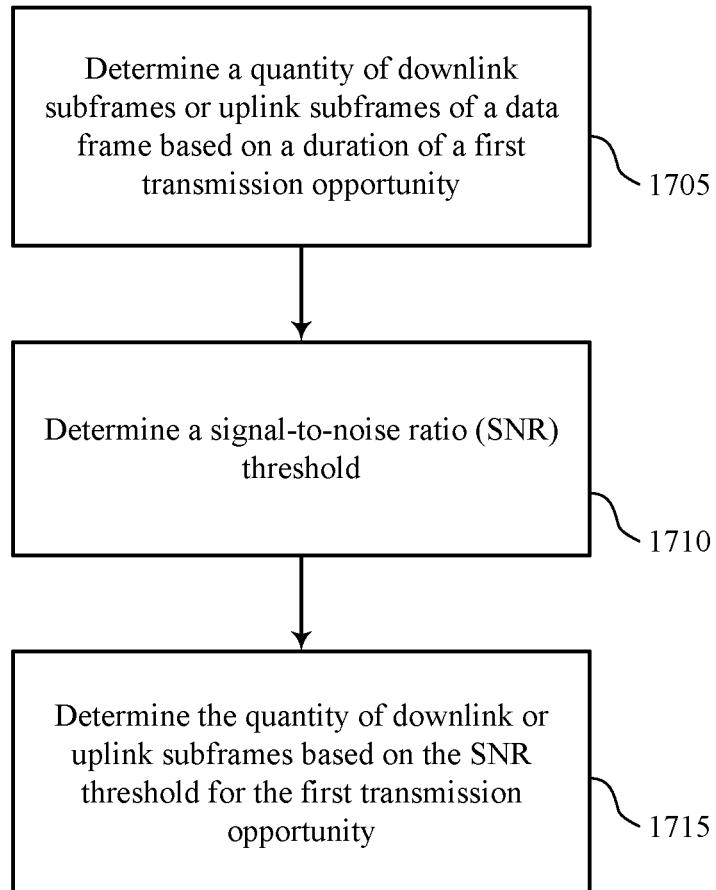 Determine a quantity of downlink
subframes or uplink subframes of a data
frame based on a duration of a first
transmission opportunity
1705
Determine a signal-to-noise ratio (SNR)
threshold
1710
Determine the quantity of downlink or
uplink subframes based on the SNR
threshold for the first transmission
opportunity
1715